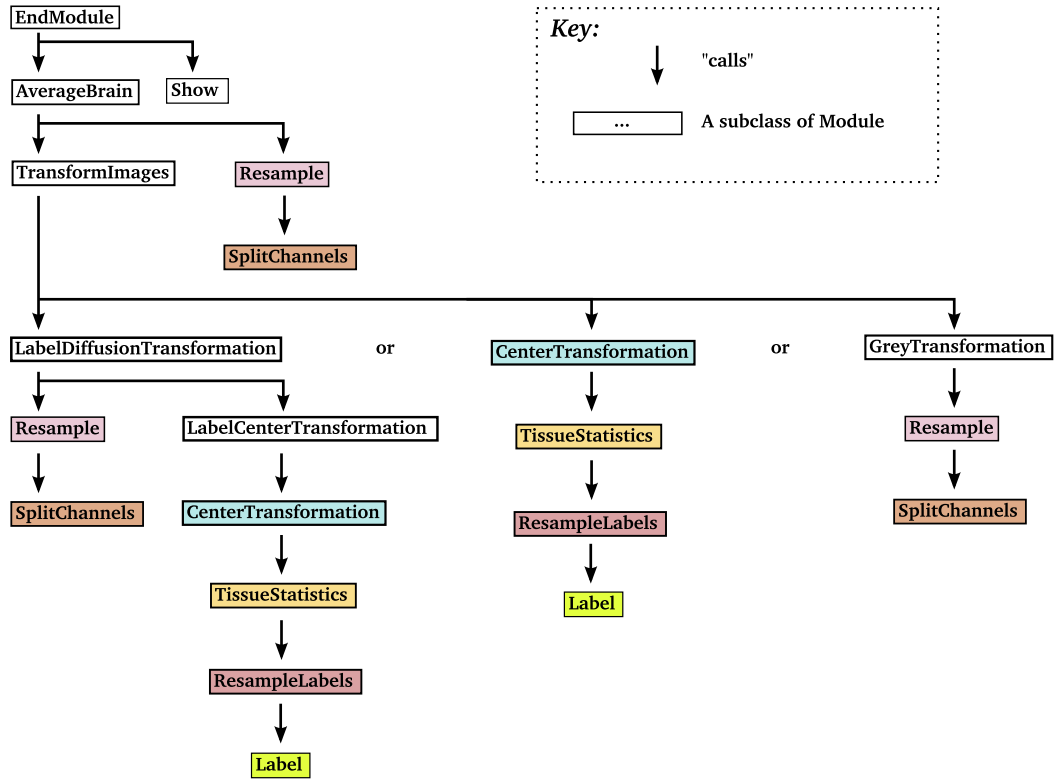 EndModule
Key:
"calls"
AverageBrain
Show
...
A subclass of Module
TransformImages
Resample
SplitChannels
LabelDiffusionTransformation
or
CenterTransformation
or
GreyTransformation
Resample
LabelCenterTransformation
TissueStatistics
Resample
SplitChannels
CenterTransformation
ResampleLabels
SplitChannels
TissueStatistics
Label
ResampleLabels
Label